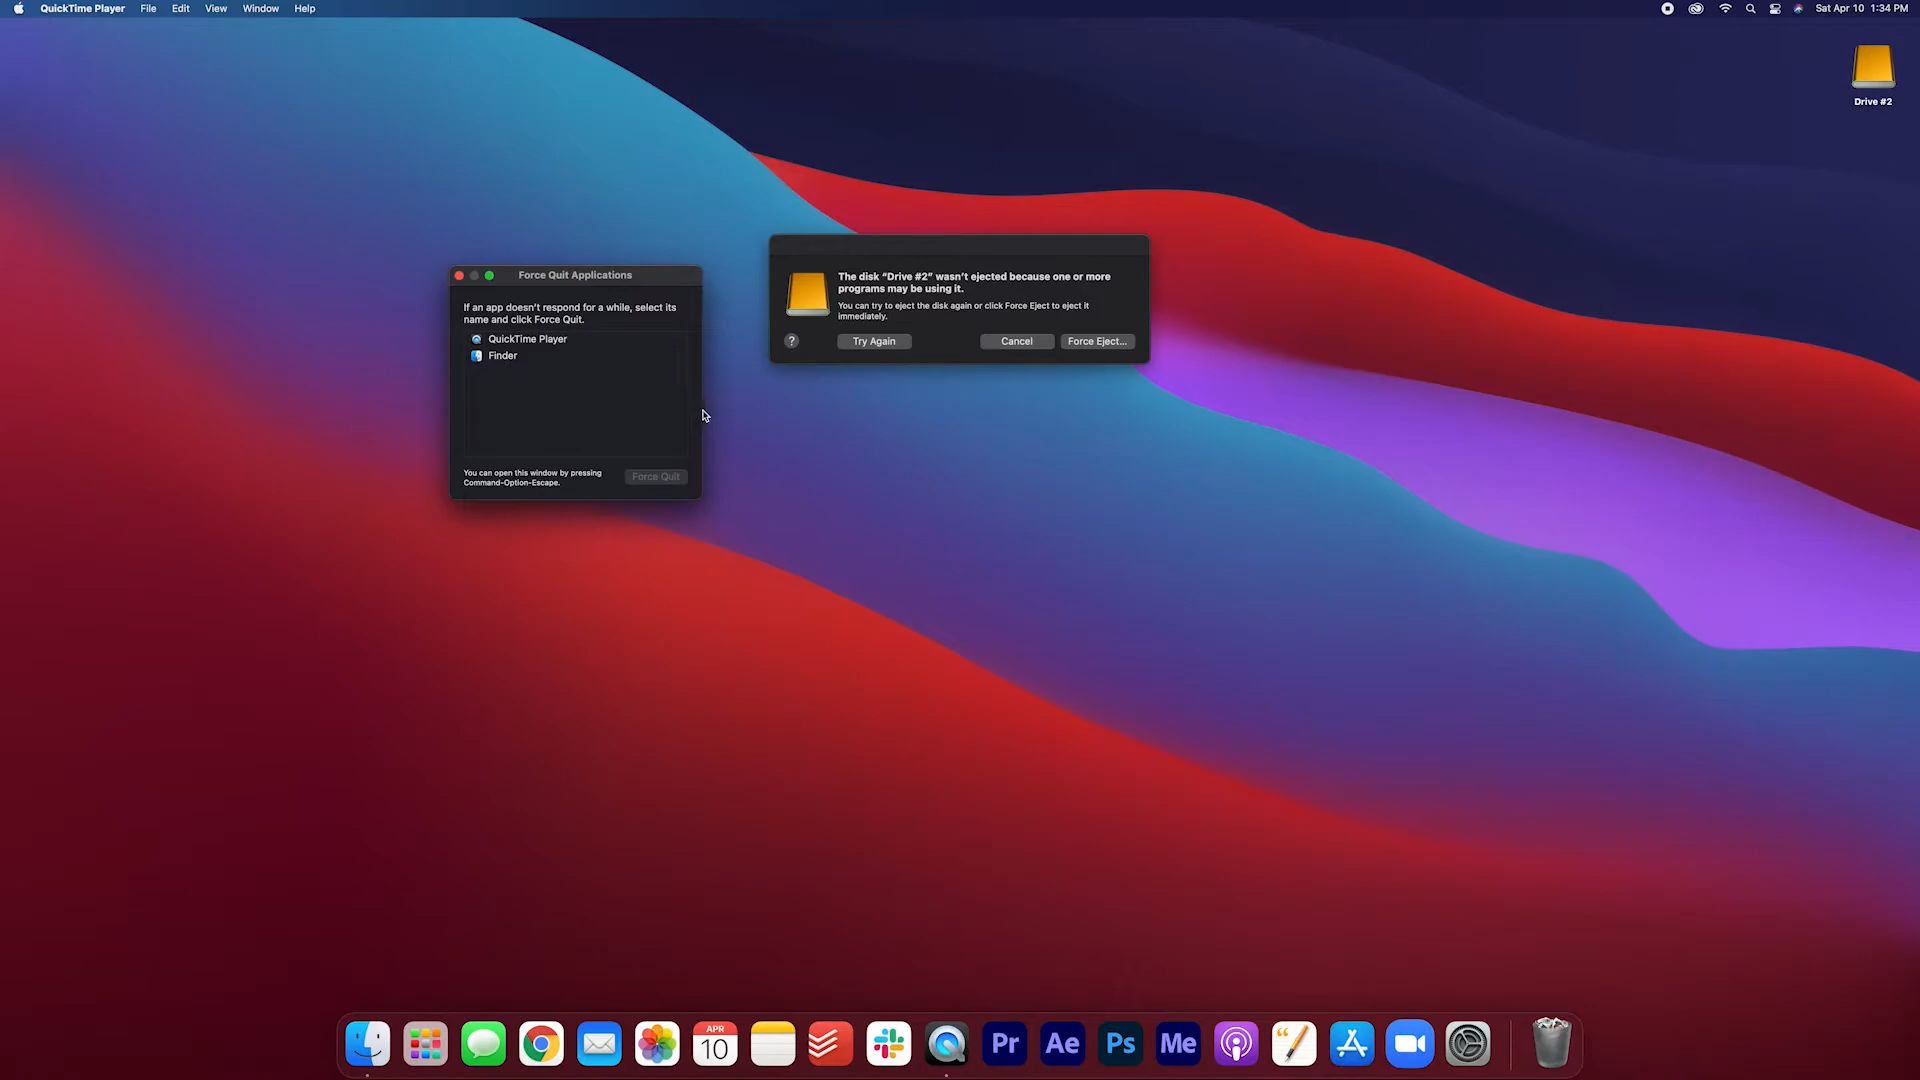 QuickTime Player File Edit View Window Help
Sat Apr 10 1:34 PM
Drive #2
Force Quit Applications
If an app doesn't respond for a while, select its
name and click Force Quit.
QuickTime Player
Finder
You can open this window by pressing
Command-Option-Escape.
Force Quit
The disk “Drive #2” wasn't ejected because one or more
programs may be using it.
You can try to eject the disk again or click Force Eject to eject it
immediately.
?
Try Again
Cancel
Force Eject...
APR
10
Pr
Ae
Ps
Me